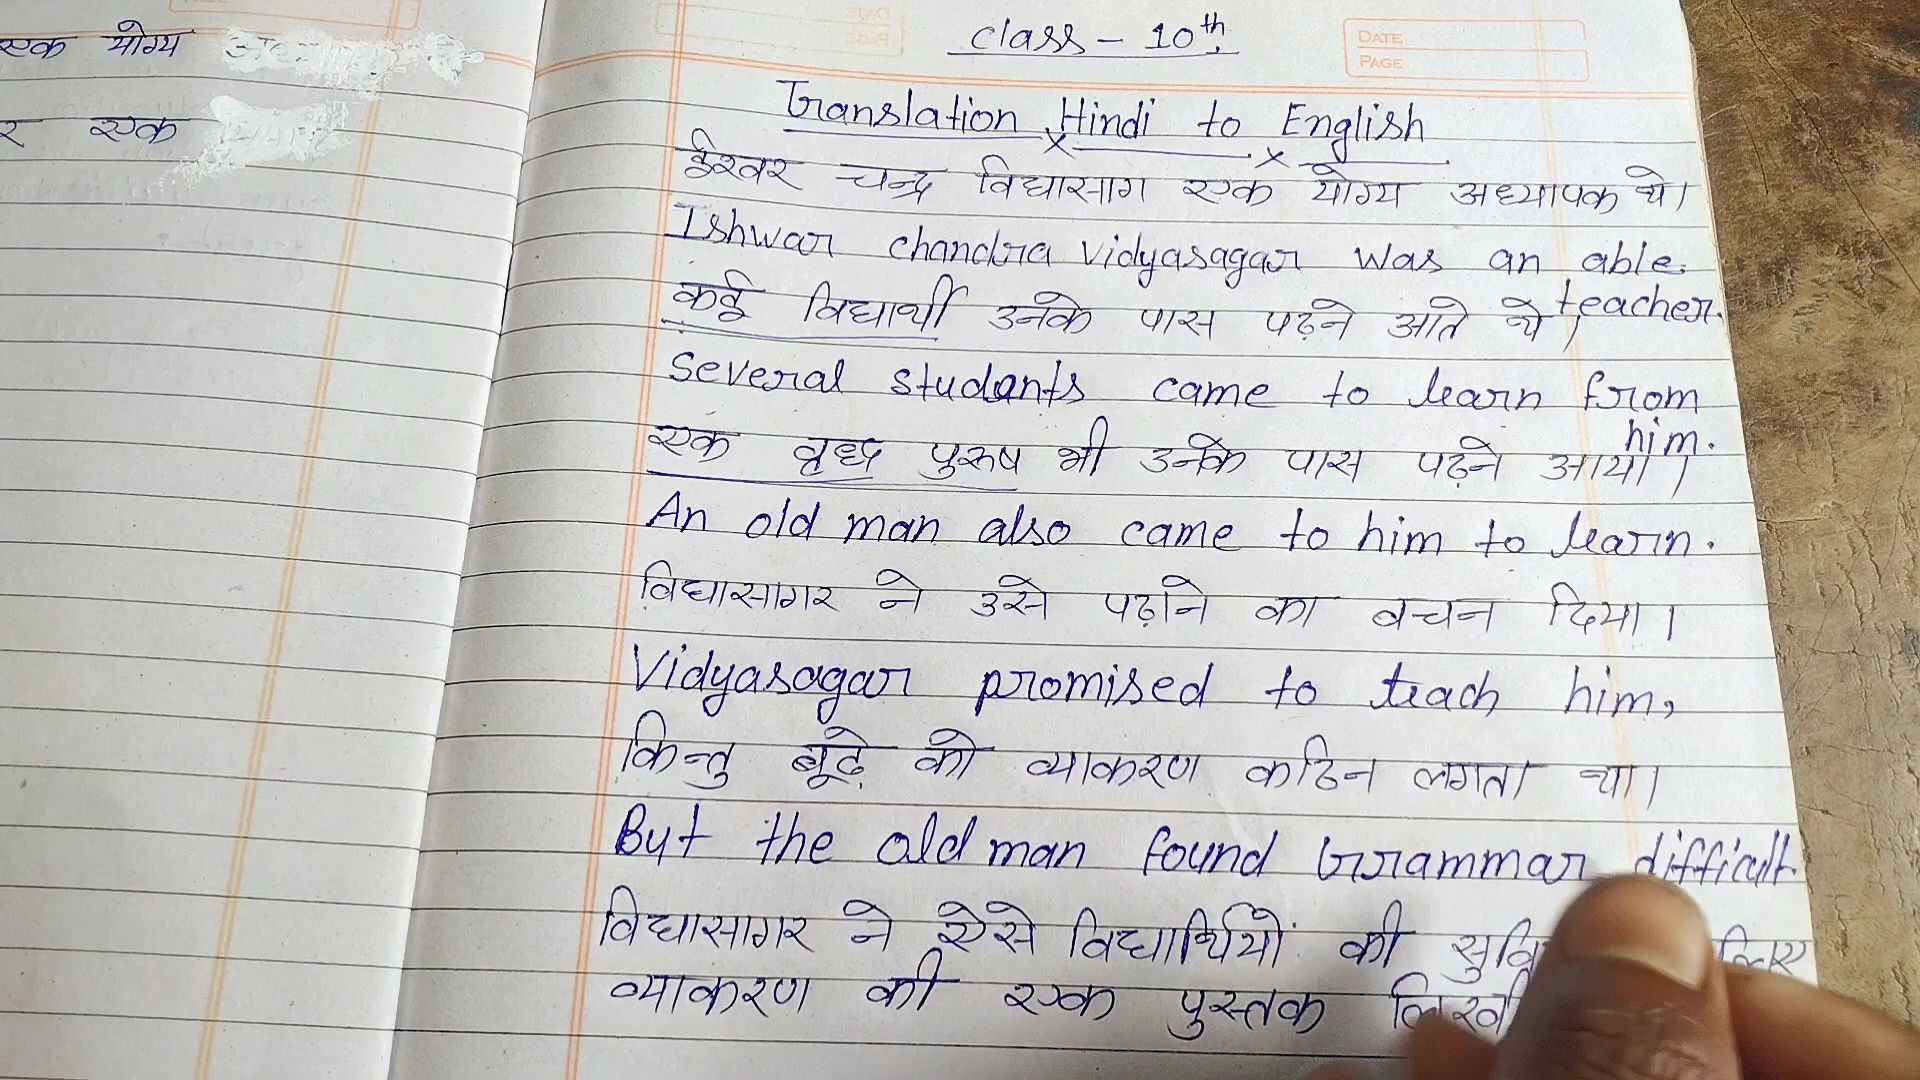 एक योग्य
र एक
class - 10th
DATE
PAGE
Translation Hindi to English
ईश्वर चन्द्र विद्यासाग एक योग्य अध्यापक थे।
Ishwar chandra vidyasagar was an able
teacher.
कई विद्यार्थी उनके पास पढ़ने आते थे।
Several students came to learn from
him.
एक वृध्द पुरुष भी उनके पास पढ़ने आया।
An old man also came to him to learn.
विद्यासागर ने उसे पढ़ाने का वचन दिया।
Vidyasagar promised to teach him,
किन्तु बूढ़े को व्याकरण कठिन लगता था।
But the old man found Grammar difficult
विद्यासागर ने ऐसे विद्यार्थियों की
व्याकरण की एक पुस्तक